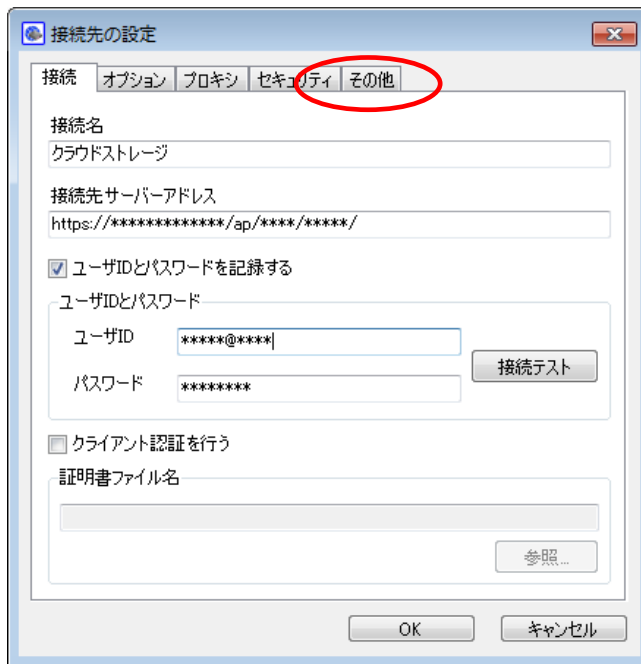 接続先の設定
接続 オプション プロキシ セキュリティ その他
接続名
クラウドストレージ
接続先サーバーアドレス
https://*************/ap/****/*****/
ユーザIDとパスワードを記録する
ユーザIDとパスワード
ユーザID *****@****
接続テスト
パスワード ********
クライアント認証を行う
証明書ファイル名
参照...
OK キャンセル